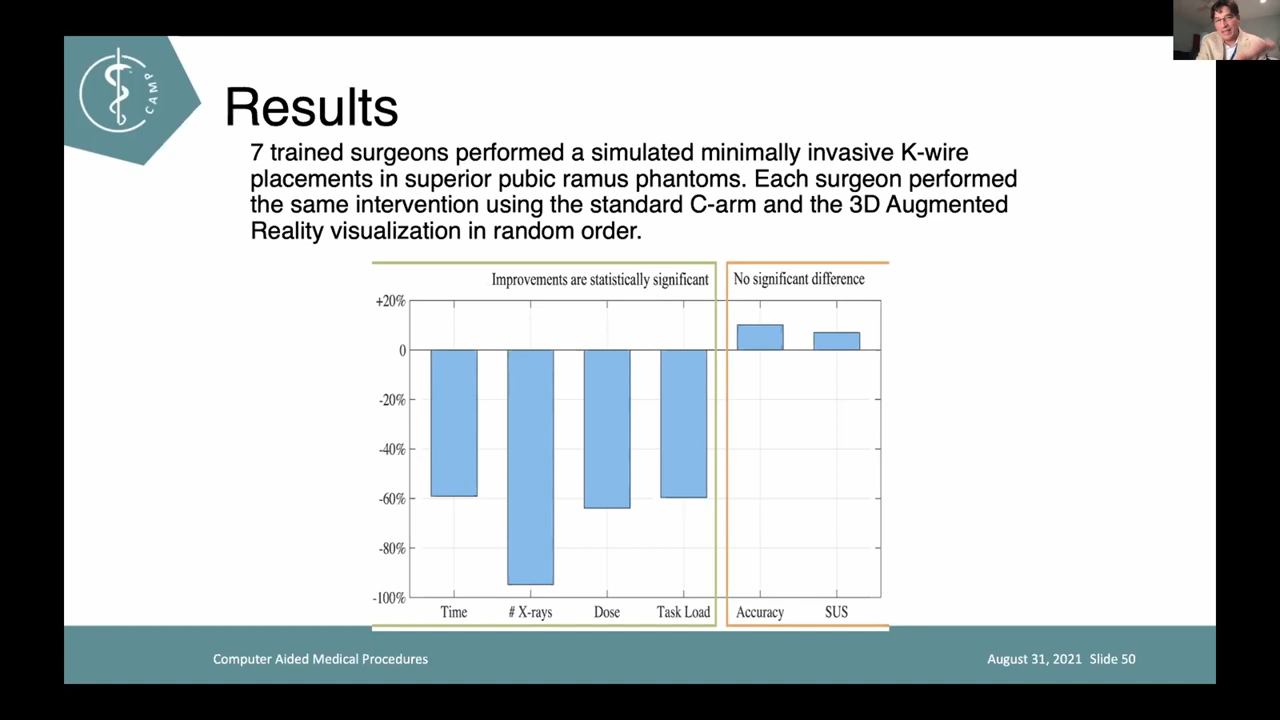 CAMP
Results
7 trained surgeons performed a simulated minimally invasive K-wire
placements in superior pubic ramus phantoms. Each surgeon performed
the same intervention using the standard C-arm and the 3D Augmented
Reality visualization in random order.
Improvements are statistically significant
No significant difference
+20%
0
-20%
-40%
-60%
-80%
-100%
Time # X-rays Dose Task Load Accuracy SUS
Computer Aided Medical Procedures
August 31, 2021 Slide 50